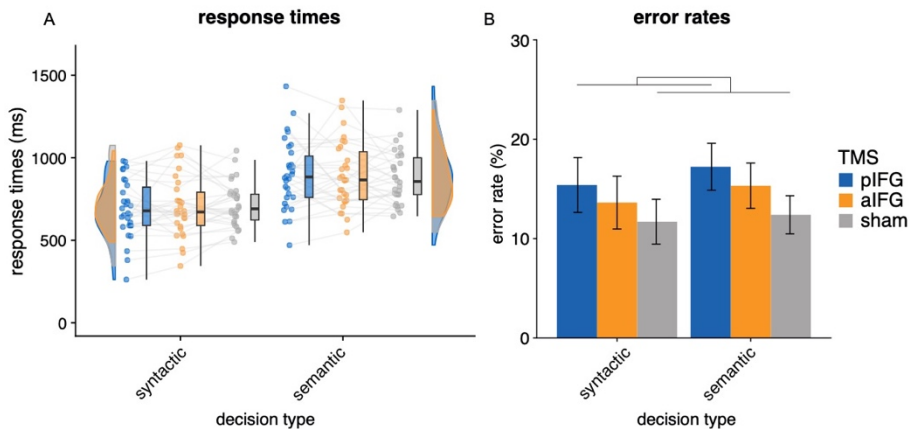 A
response times
response times (ms)
1500
1000
500
0
syntactic
semantic
decision type
B
error rates
error rate (%)
30
20
10
0
syntactic
semantic
decision type
TMS
pIFG
aIFG
sham